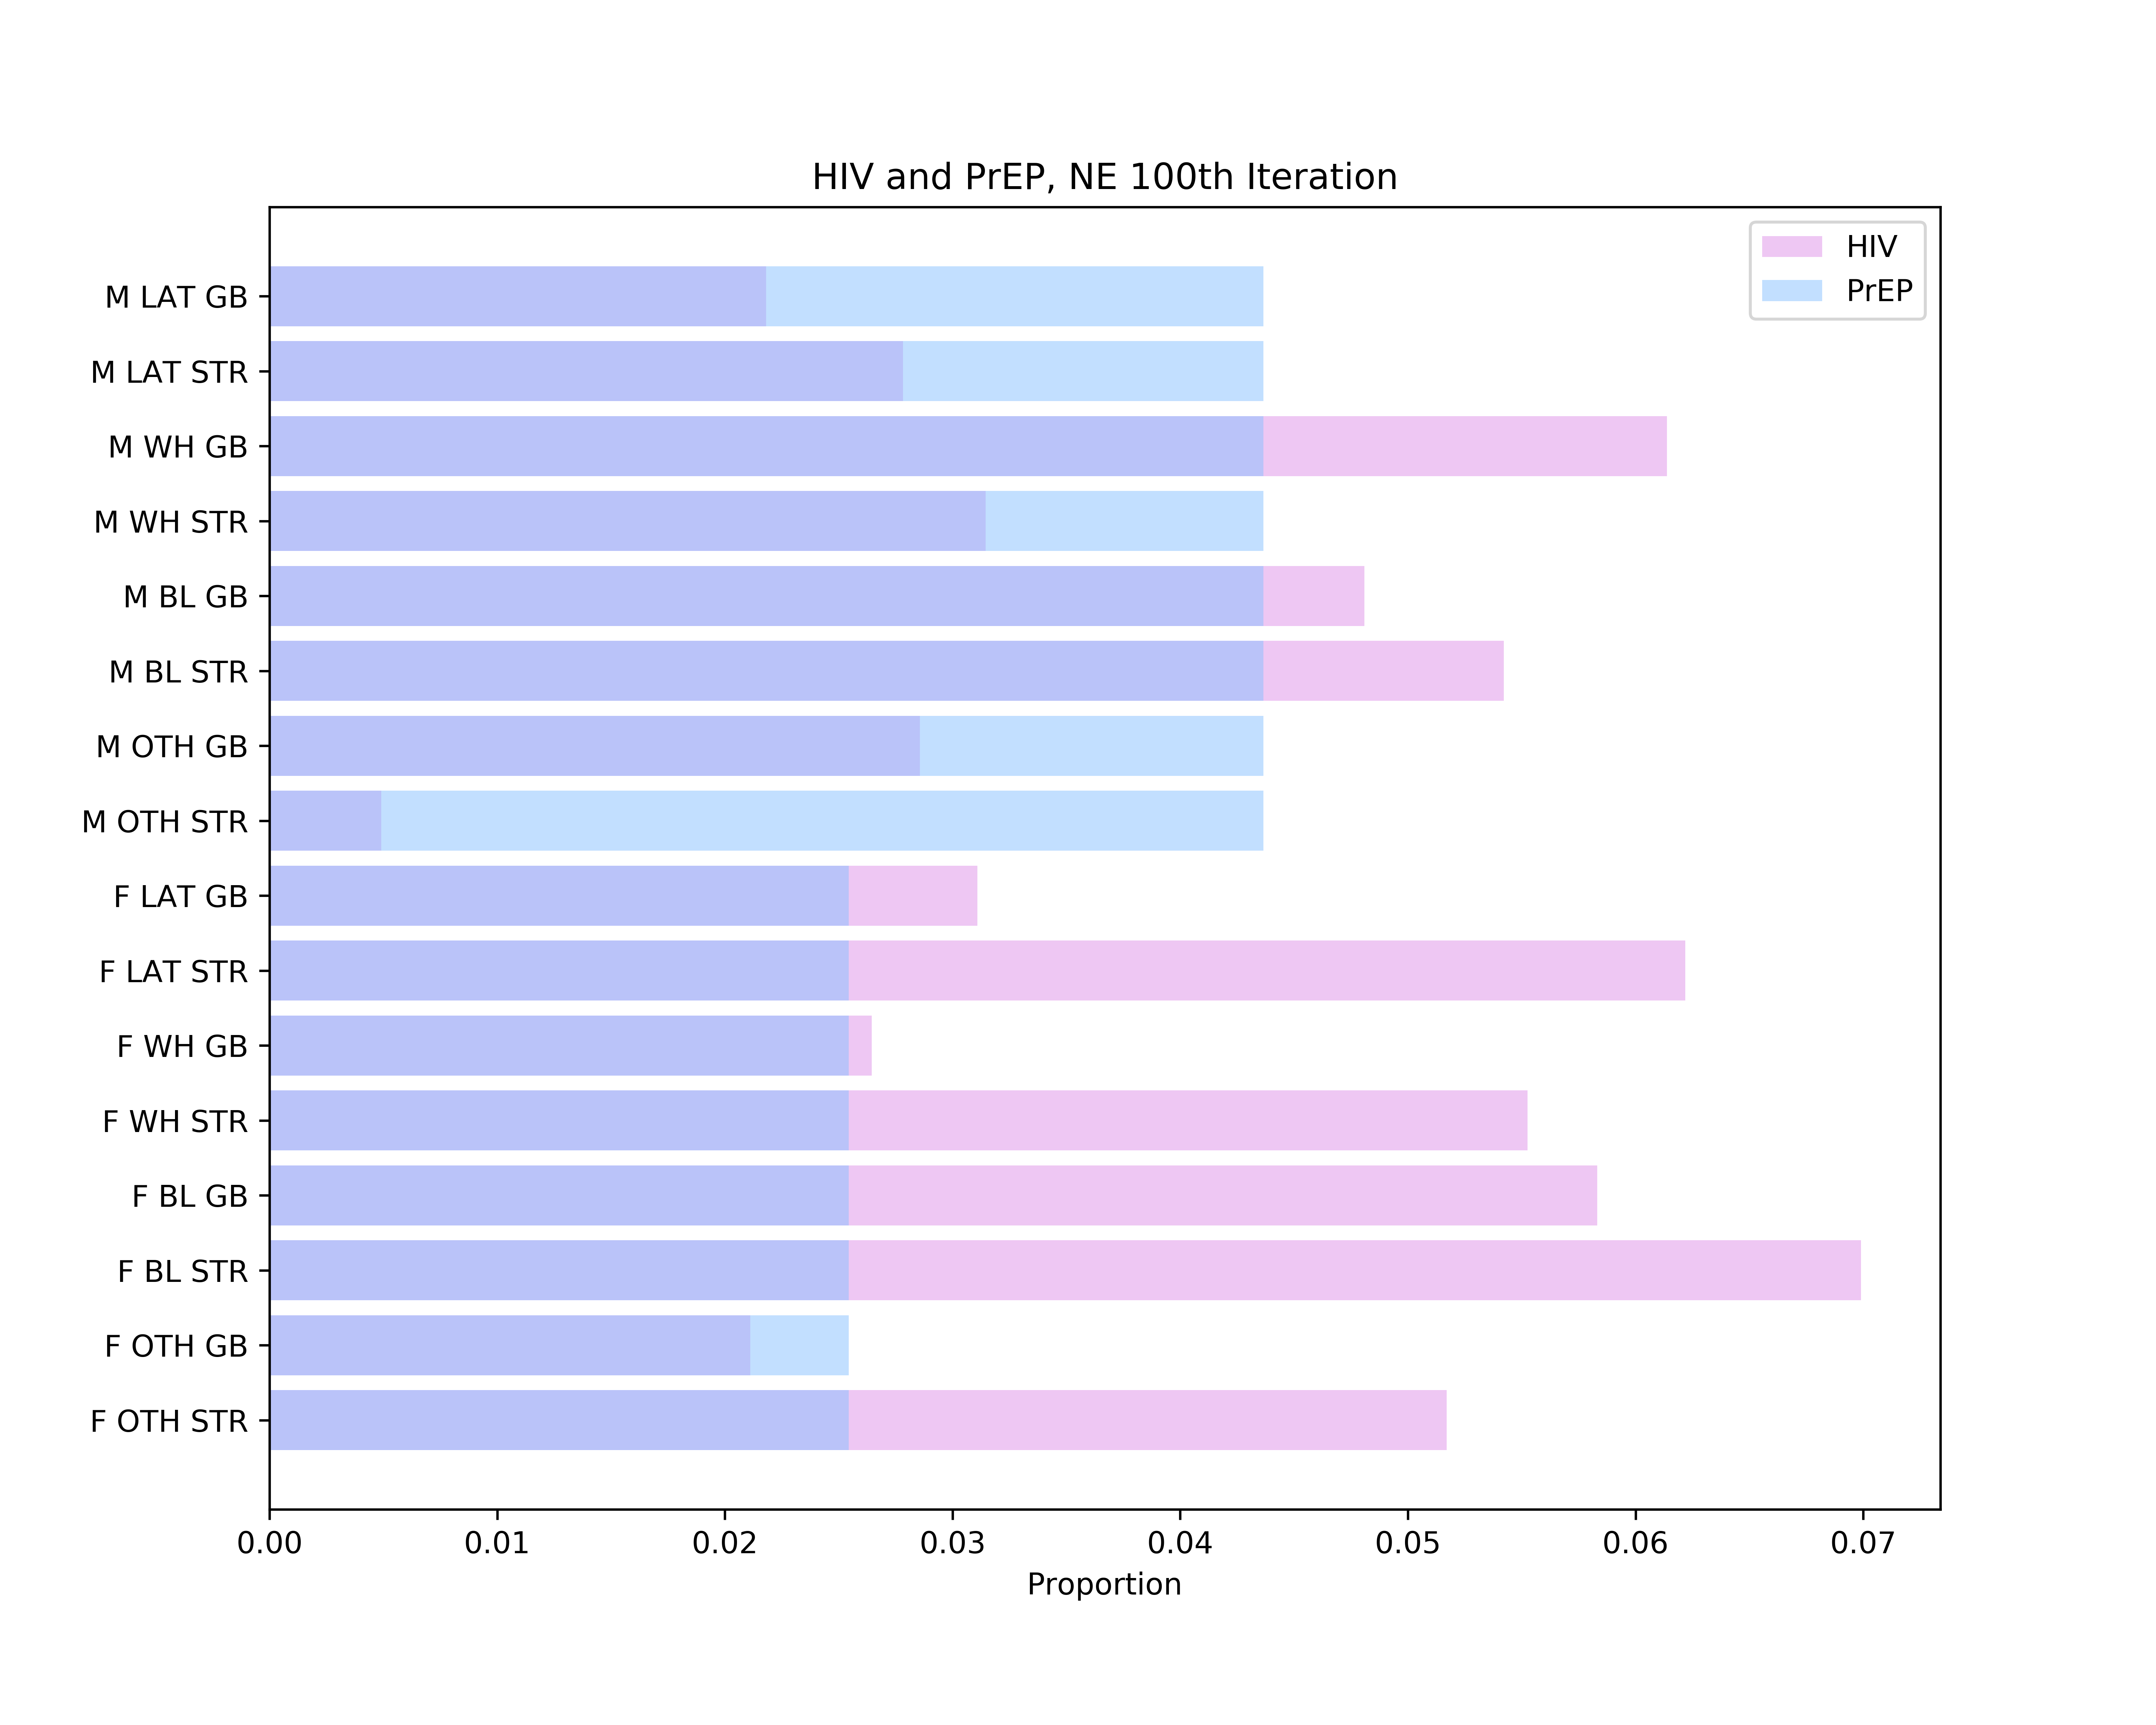 HIV and PrEP, NE 100th Iteration
HIV
PrEP
M LAT GB
M LAT STR
M WH GB
M WH STR
M BL GB
M BL STR
M OTH GB
M OTH STR
F LAT GB
F LAT STR
F WH GB
F WH STR
F BL GB
F BL STR
F OTH GB
F OTH STR
0.00 0.01 0.02 0.03 0.04 0.05 0.06 0.07
Proportion